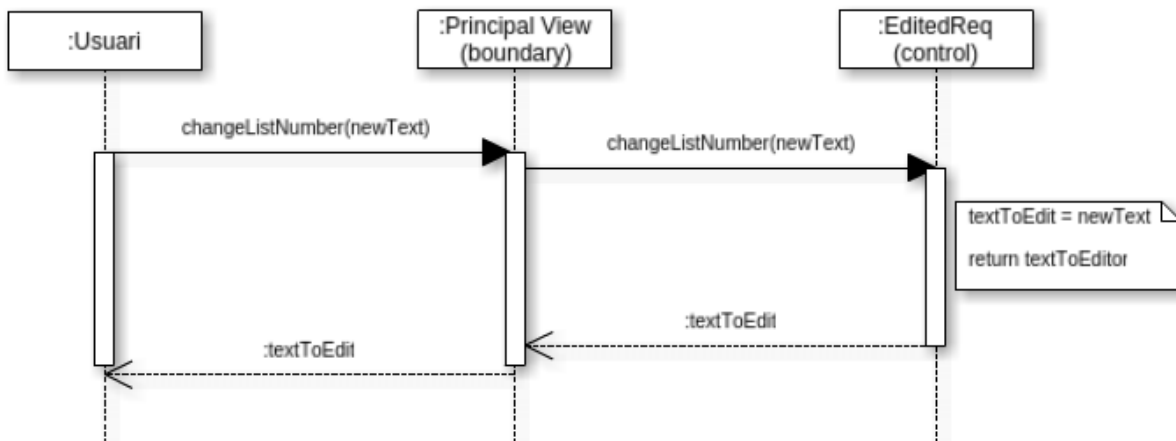 :Usuari
:Principal View
(boundary)
:EditedReq
(control)
changeListNumber(newText)
changeListNumber(newText)
textToEdit = newText
return textToEditor
:textToEdit
:textToEdit